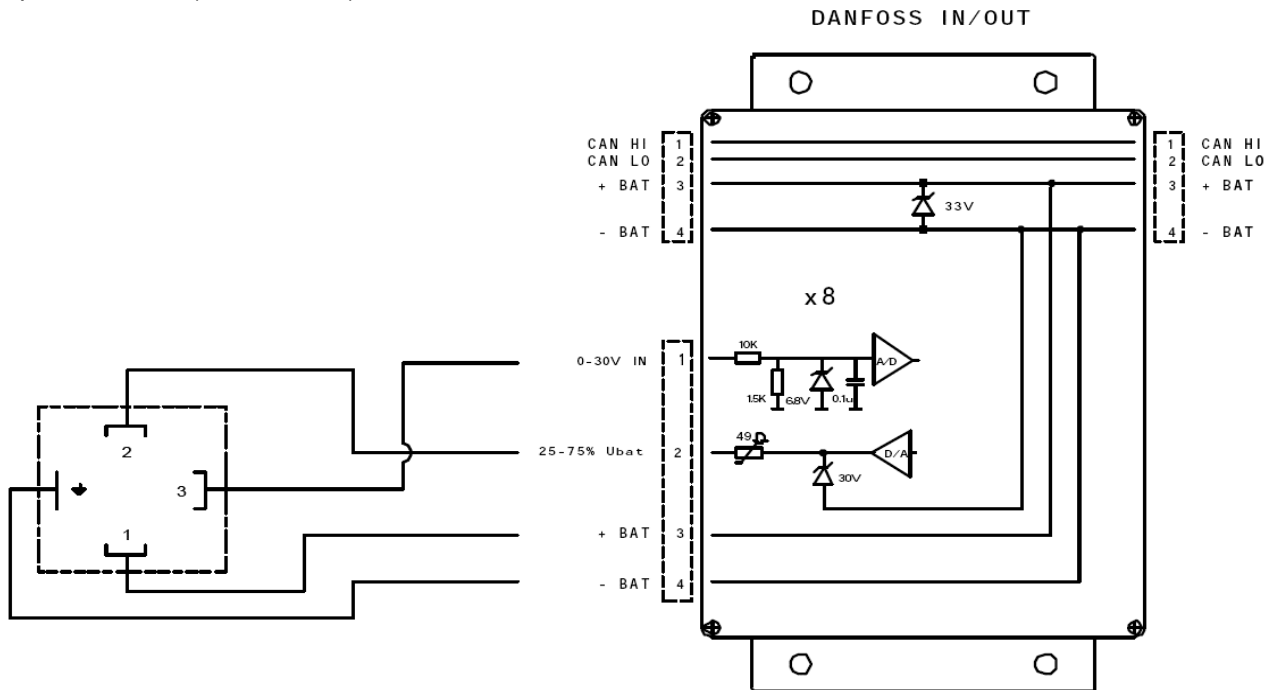 DANFOSS IN/OUT
CAN HI 1
CAN LO 2
+ BAT 3
- BAT 4
1 CAN HI
2 CAN LO
3 + BAT
4 - BAT
33V
x8
0-30V IN 1
10K
A/D
1.5K
6.8V
0.1u
25-75% Ubat 2
D/A
30V
+ BAT 3
- BAT 4
2
3
1